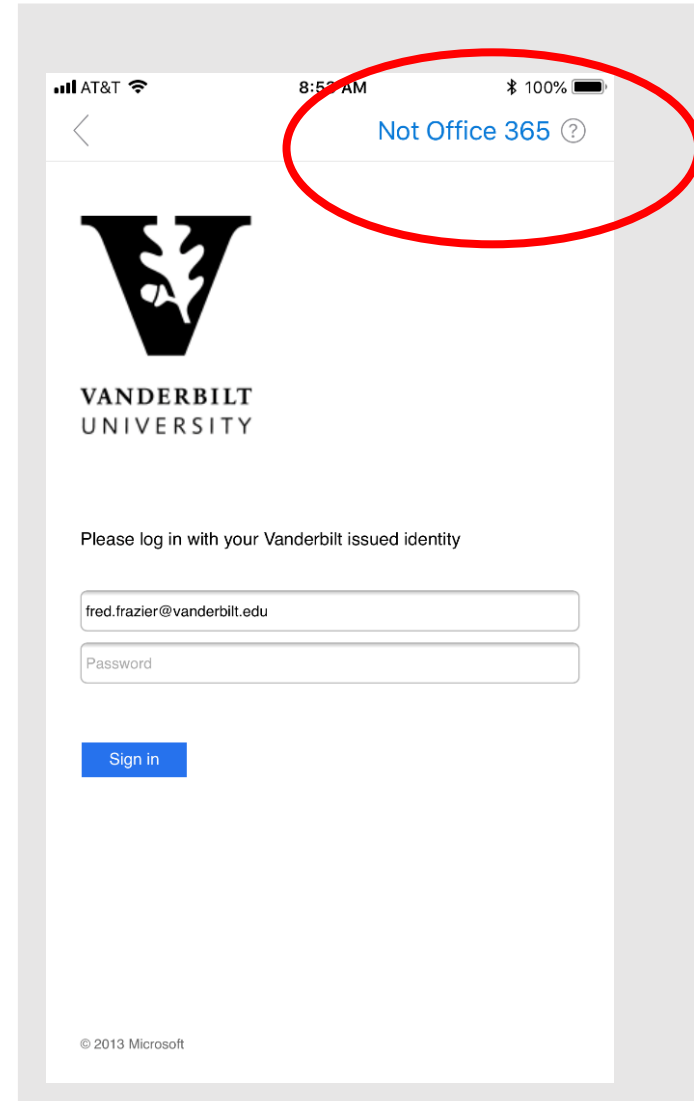 AT&T 8:53 AM 100%
Not Office 365 ?
VANDERBILT
UNIVERSITY
Please log in with your Vanderbilt issued identity
fred.frazier@vanderbilt.edu
Password
Sign in
© 2013 Microsoft